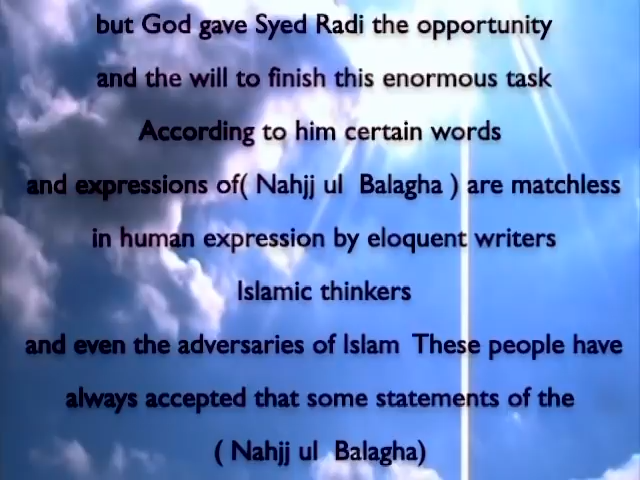 but God gave Syed Radi the opportunity
and the will to finish this enormous task
According to him certain words
and expressions of( Nahjj ul  Balagha ) are matchless
in human expression by eloquent writers
Islamic thinkers
and even the adversaries of Islam  These people have
always accepted that some statements of the
( Nahjj ul  Balagha)